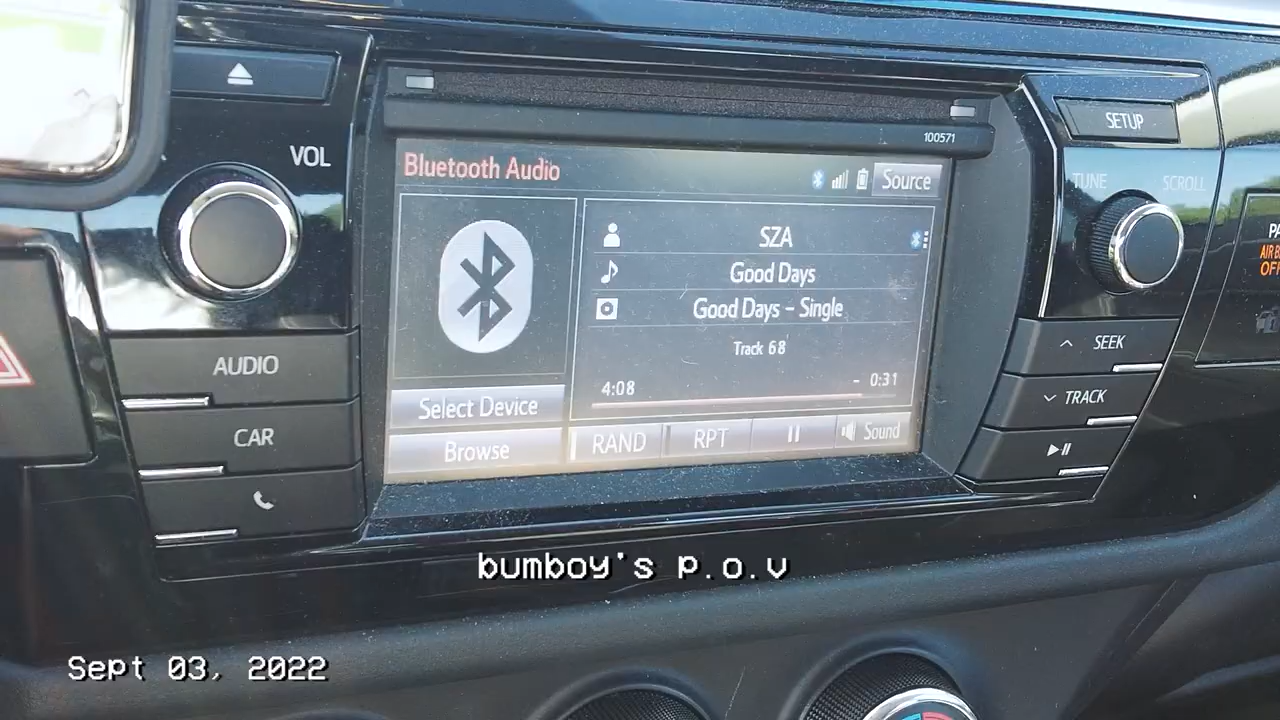 VOL
100571
SETUP
Bluetooth Audio
Source
TUNE
SCROLL
SZA
Good Days
Good Days - Single
Track 68
4:08
- 0:31
Select Device
Browse
RAND
RPT
Sound
AUDIO
CAR
SEEK
TRACK
bumboy's p.o.v
Sept 03, 2022